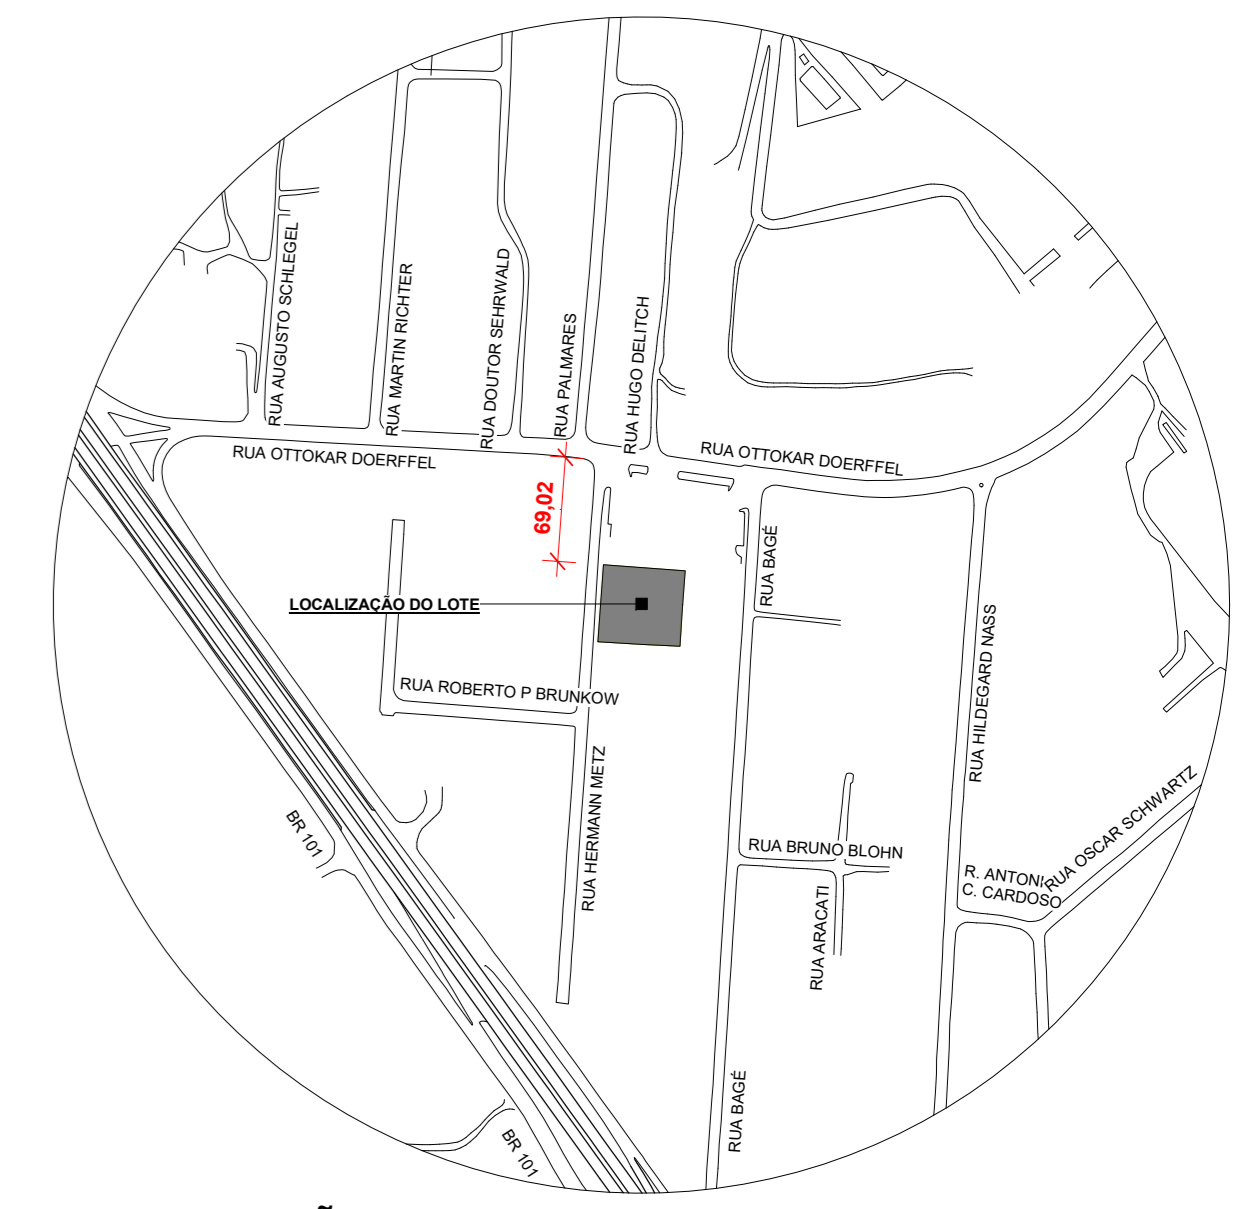 RUA AUGUSTO SCHLEGEL
RUA MARTIN RICHTER
RUA DOUTOR SEHRWALD
RUA PALMARES
RUA HUGO DELITCH
RUA OTTOKAR DOERFFEL
RUA OTTOKAR DOERFFEL
69,02
RUA BAGÉ
LOCALIZAÇÃO DO LOTE
RUA ROBERTO P BRUNKOW
RUA HILDEGARD NASS
RUA HERMANN METZ
BR 101
RUA BRUNO BLOHN
RUA OSCAR SCHWARTZ
R. ANTONI
C. CARDOSO
RUA ARACATI
RUA BAGÉ
BR 101